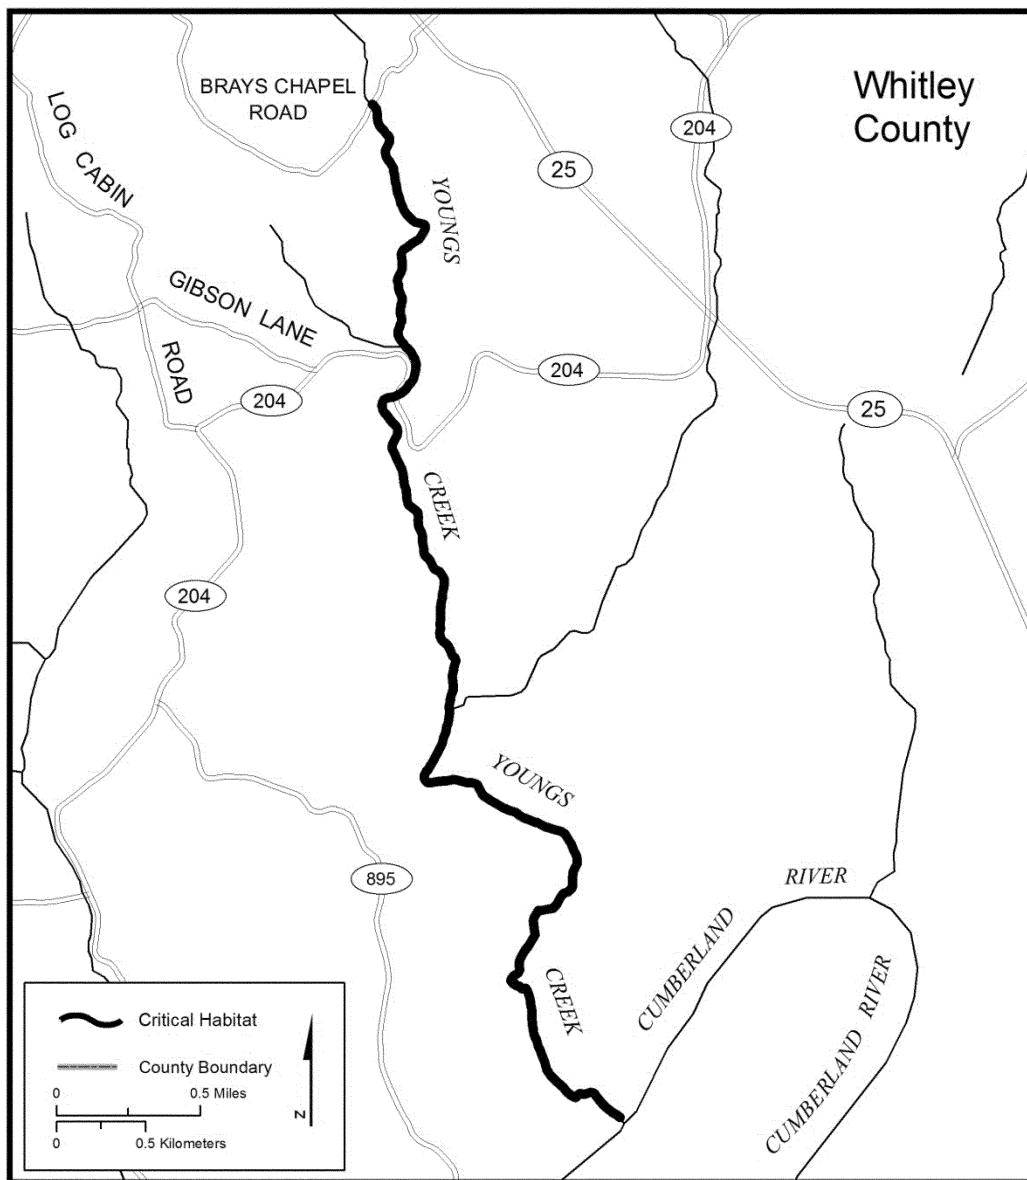 Whitley
County
BRAYS CHAPEL
ROAD
LOG CABIN
ROAD
204
25
YOUNGS
GIBSON LANE
204
204
25
CREEK
204
YOUNGS
895
RIVER
CUMBERLAND
CREEK
CUMBERLAND RIVER
Critical Habitat
County Boundary
0 0.5 Miles
0 0.5 Kilometers
N